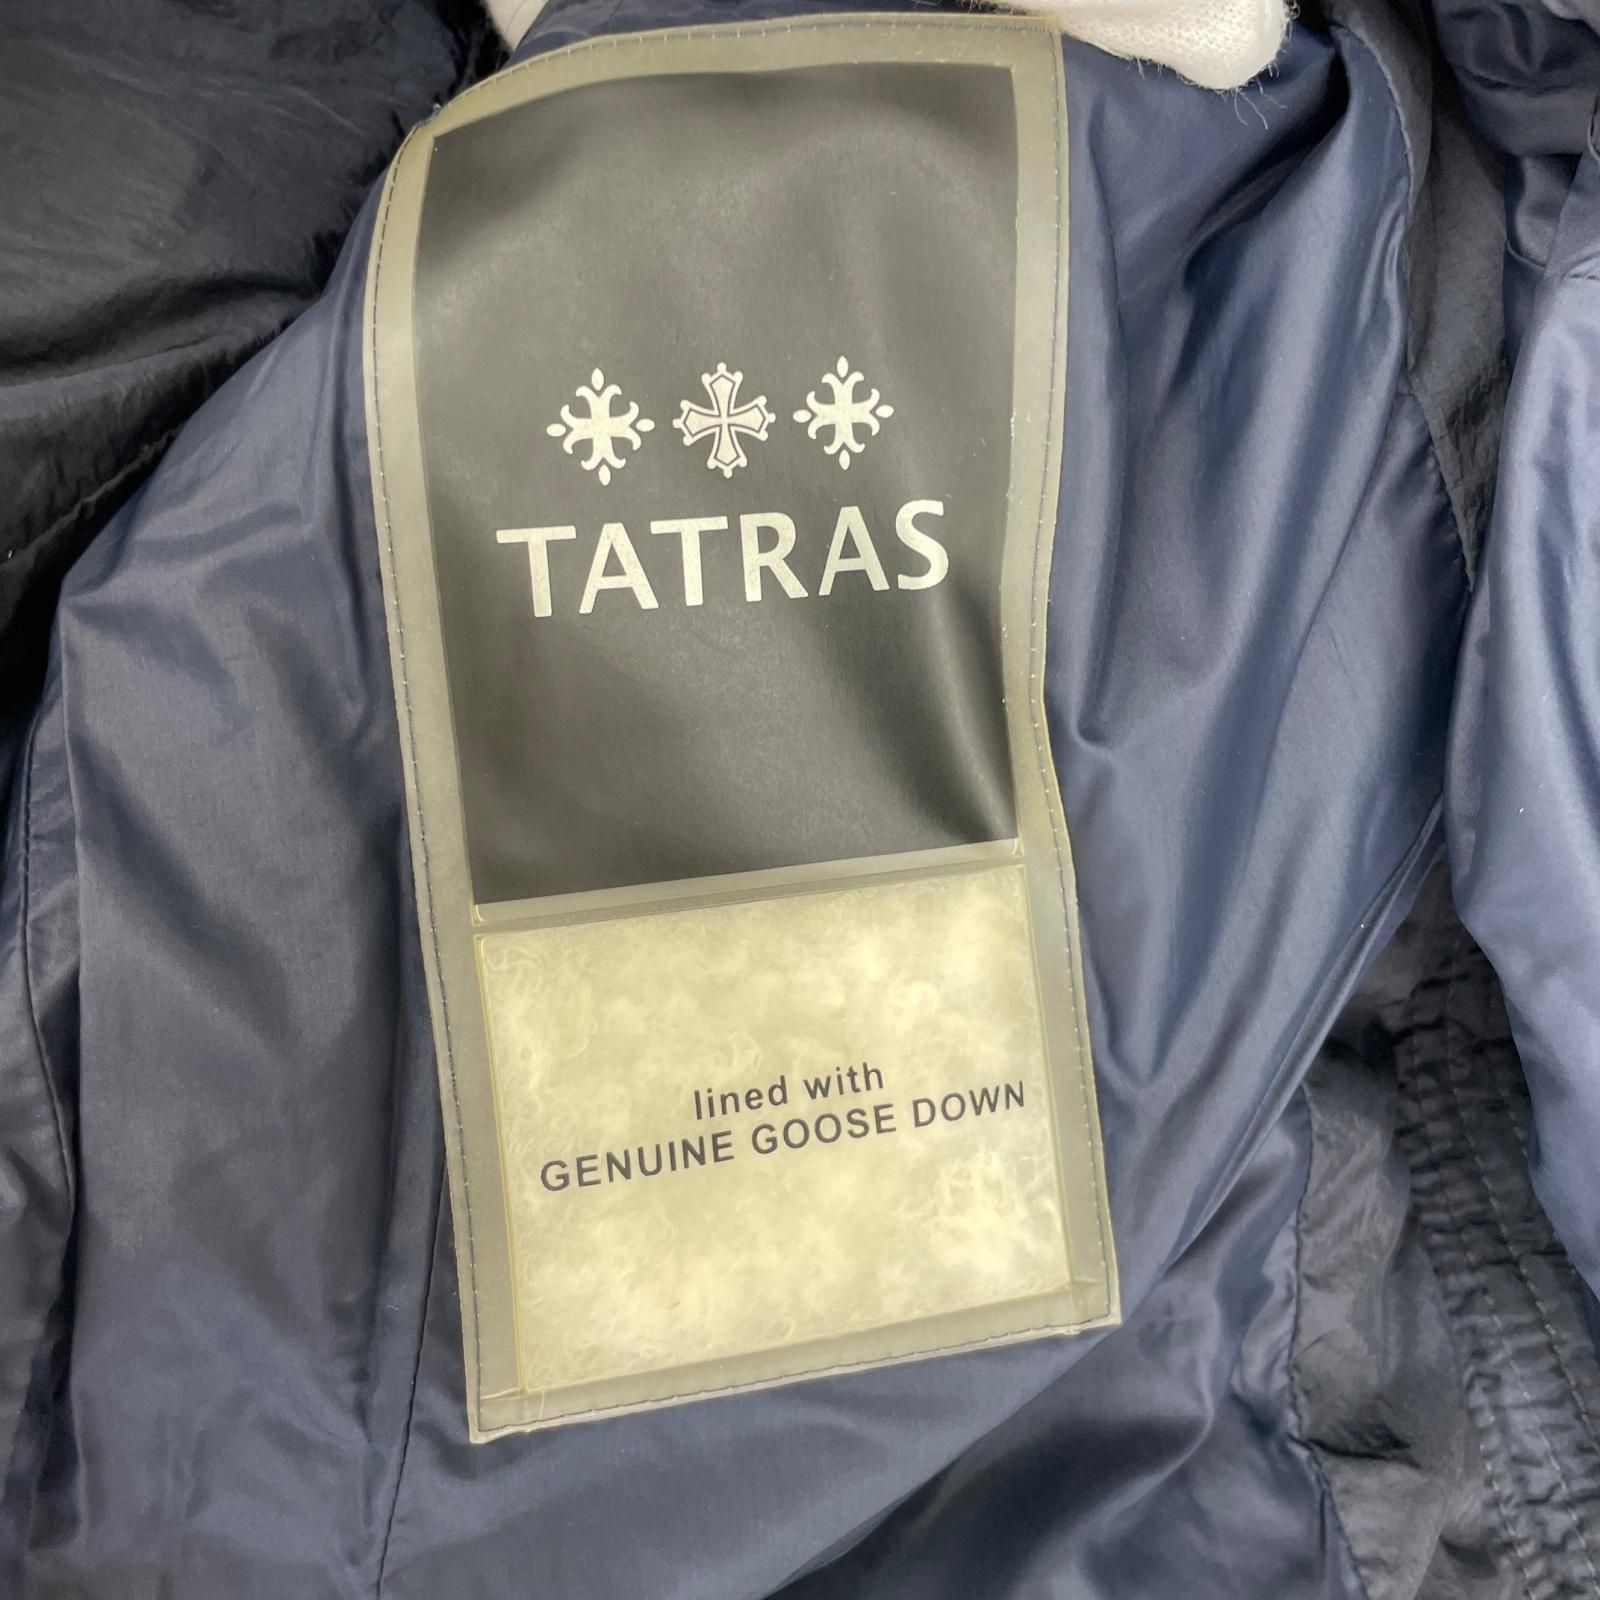 TATRAS
lined with
GENUINE GOOSE DOWN